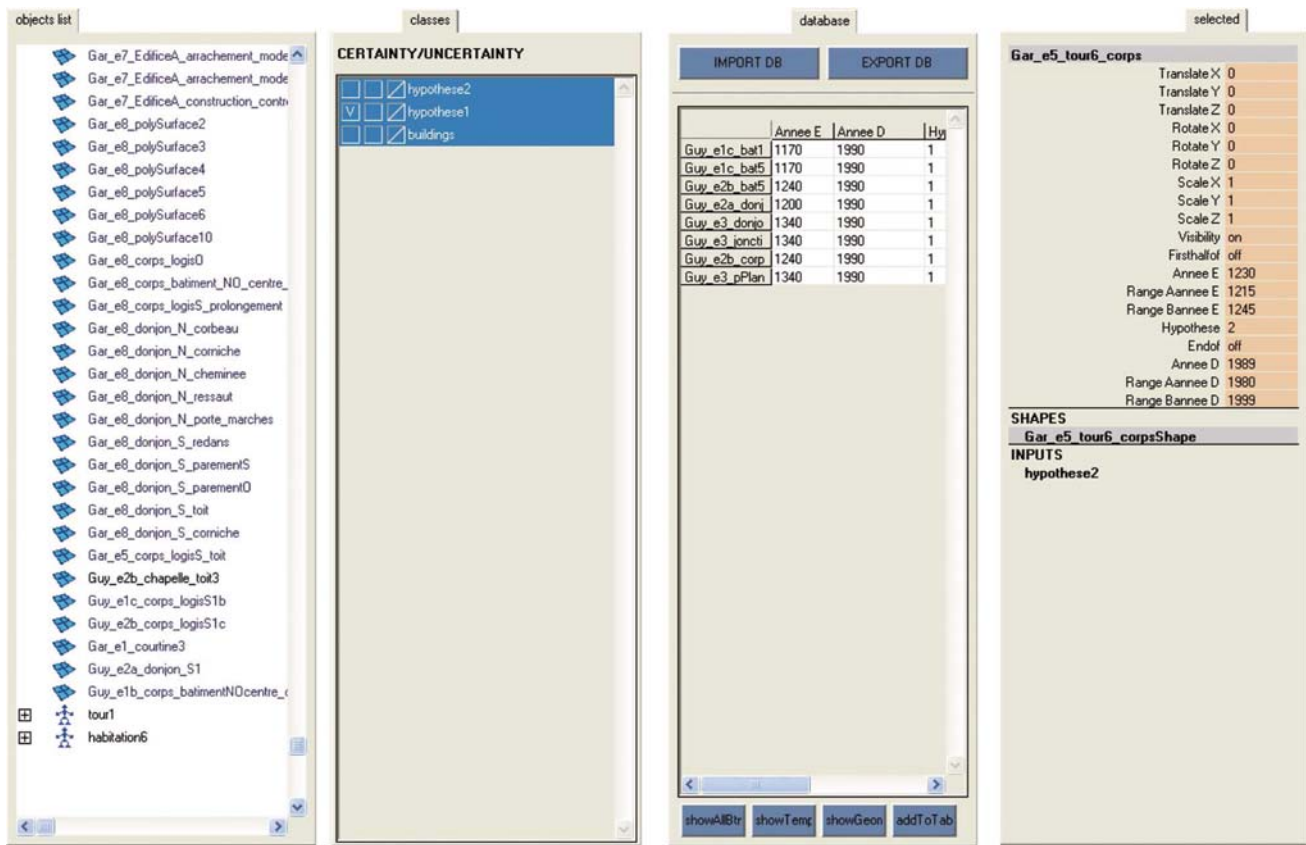 objects list
Gar_e7_EdificeA_arrachement_mode
Gar_e7_EdificeA_arrachement_mode
Gar_e7_EdificeA_construction_contr
Gar_e8_polySurface2
Gar_e8_polySurface3
Gar_e8_polySurface4
Gar_e8_polySurface5
Gar_e8_polySurface6
Gar_e8_polySurface10
Gar_e8_corps_logisO
Gar_e8_corps_batiment_NO_centre_
Gar_e8_corps_logisS_prolongement
Gar_e8_donjon_N_corbeau
Gar_e8_donjon_N_corniche
Gar_e8_donjon_N_cheminee
Gar_e8_donjon_N_ressaut
Gar_e8_donjon_N_porte_marches
Gar_e8_donjon_S_redans
Gar_e8_donjon_S_parementS
Gar_e8_donjon_S_parementO
Gar_e8_donjon_S_toit
Gar_e8_donjon_S_corniche
Gar_e5_corps_logisS_toit
Guy_e2b_chapelle_toit3
Guy_e1c_corps_logisS1b
Guy_e2b_corps_logisS1c
Gar_e1_courtine3
Guy_e2a_donjon_S1
Guy_e1b_corps_batimentNOcentre_
tour1
habitation6
classes
CERTAINTY/UNCERTAINTY
hypothese2
V hypothese1
buildings
database
IMPORT DB EXPORT DB
Annee E Annee D Hy
Guy_e1c_bat1 1170 1990 1
Guy_e1c_bat5 1170 1990 1
Guy_e2b_bat5 1240 1990 1
Guy_e2a_donj 1200 1990 1
Guy_e3_donjo 1340 1990 1
Guy_e3_joncti 1340 1990 1
Guy_e2b_corp 1240 1990 1
Guy_e3_pPlan 1340 1990 1
showAllBtr showTemp showGeon addToTab
selected
Gar_e5_tour6_corps
Translate X 0
Translate Y 0
Translate Z 0
Rotate X 0
Rotate Y 0
Rotate Z 0
Scale X 1
Scale Y 1
Scale Z 1
Visibility on
Firsthalfof off
Annee E 1230
Range Aannee E 1215
Range Bannee E 1245
Hypothese 2
Endof off
Annee D 1989
Range Aannee D 1980
Range Bannee D 1999
SHAPES
Gar_e5_tour6_corpsShape
INPUTS
hypothese2